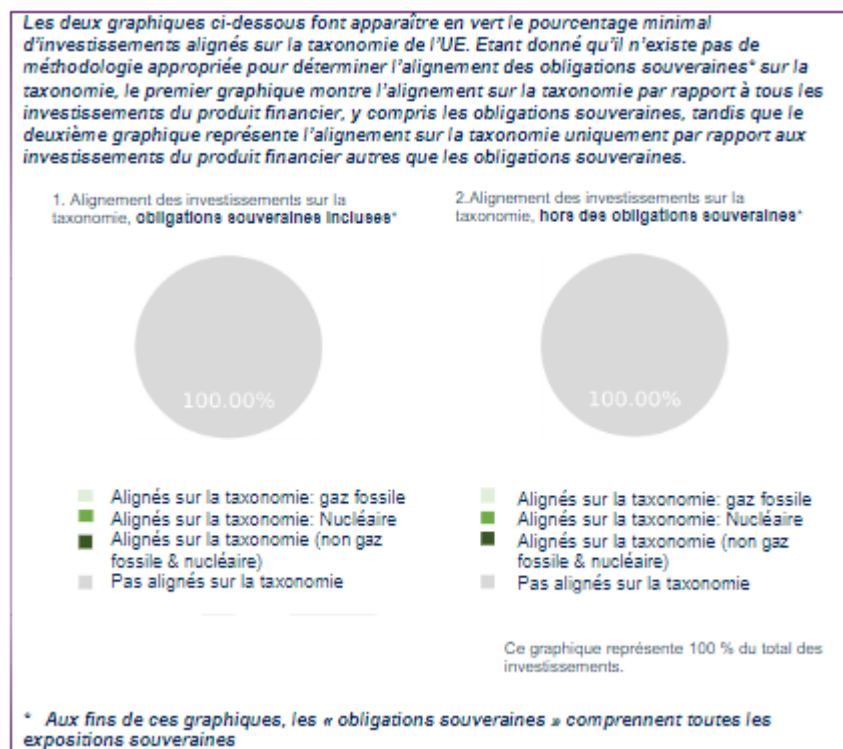 Les deux graphiques ci-dessous font apparaître en vert le pourcentage minimal
d'investissements alignés sur la taxonomie de l'UE. Etant donné qu'il n'existe pas de
méthodologie appropriée pour déterminer l'alignement des obligations souveraines* sur la
taxonomie, le premier graphique montre l'alignement sur la taxonomie par rapport à tous les
investissements du produit financier, y compris les obligations souveraines, tandis que le
deuxième graphique représente l'alignement sur la taxonomie uniquement par rapport aux
investissements du produit financier autres que les obligations souveraines.
1. Alignement des investissements sur la
taxonomie, obligations souveraines incluses*
100.00%
Alignés sur la taxonomie: gaz fossile
Alignés sur la taxonomie: Nucléaire
Alignés sur la taxonomie (non gaz
fossile & nucléaire)
Pas alignés sur la taxonomie
2.Alignement des investissements sur la
taxonomie, hors des obligations souveraines*
100.00%
Alignés sur la taxonomie: gaz fossile
Alignés sur la taxonomie: Nucléaire
Alignés sur la taxonomie (non gaz
fossile & nucléaire)
Pas alignés sur la taxonomie
Ce graphique représente 100 % du total des
investissements.
* Aux fins de ces graphiques, les « obligations souveraines » comprennent toutes les
expositions souveraines